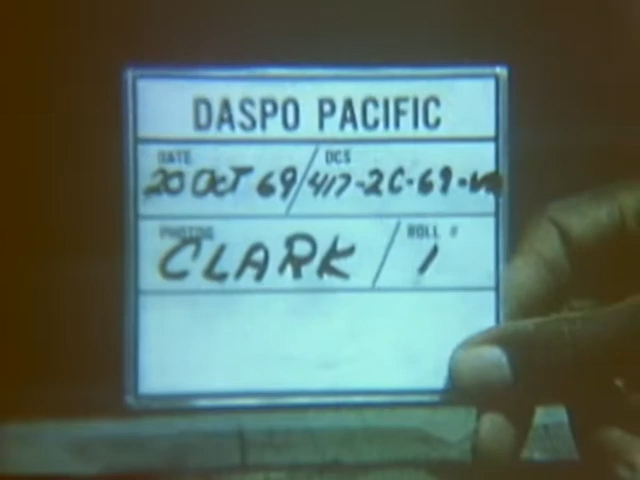 DASPO PACIFIC
DATE / DCS
20 OCT 69 / 417-2C-69-
PHOTOG ROLL #
CLARK / 1